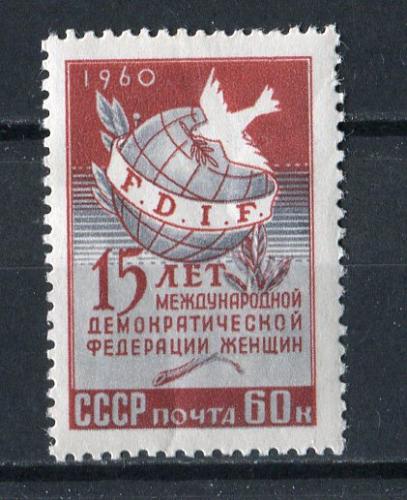 1960
F.D.I.F.
15 ЛЕТ
МЕЖДУНАРОДНОЙ
ДЕМОКРАТИЧЕСКОЙ
ФЕДЕРАЦИИ ЖЕНЩИН
СССР ПОЧТА 60К